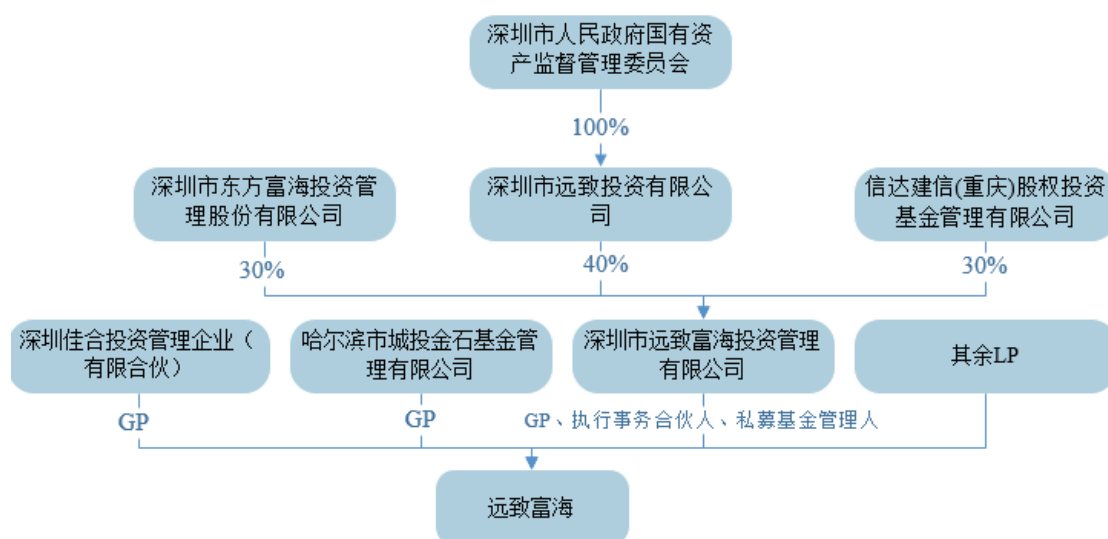 深圳市人民政府国有资
产监督管理委员会
100%
深圳市东方富海投资管
理股份有限公司
深圳市远致投资有限公
司
信达建信(重庆)股权投资
基金管理有限公司
30%
40%
30%
深圳佳合投资管理企业（
有限合伙）
哈尔滨市城投金石基金管
理有限公司
深圳市远致富海投资管理
有限公司
其余LP
GP
GP
GP、执行事务合伙人、私募基金管理人
远致富海